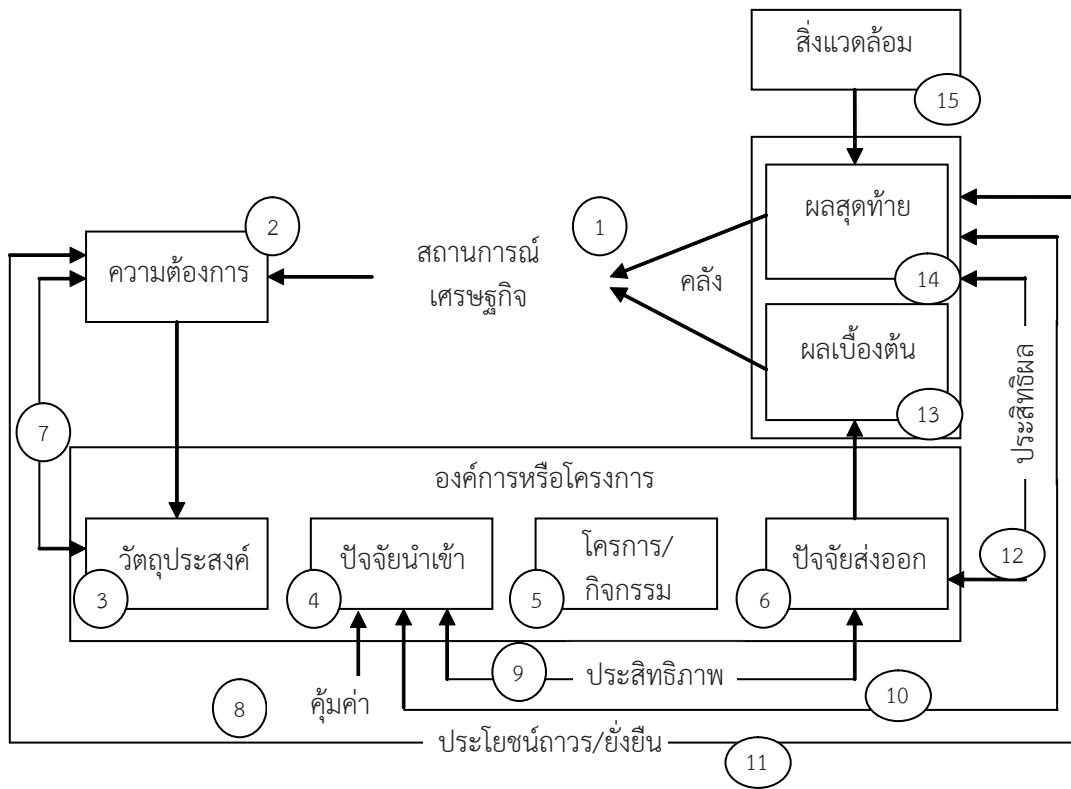 สิ่งแวดล้อม
15
1
ผลสุดท้าย
2
ความต้องการ
สถานการณ์
เศรษฐกิจ
คลัง
14
ผลเบื้องต้น
13
ประสิทธิผล
7
องค์การหรือโครงการ
วัตถุประสงค์
ปัจจัยนำเข้า
โครการ/
กิจกรรม
ปัจจัยส่งออก
12
3
4
5
6
9
ประสิทธิภาพ
8
คุ้มค่า
10
ประโยชน์ถาวร/ยั่งยืน
11